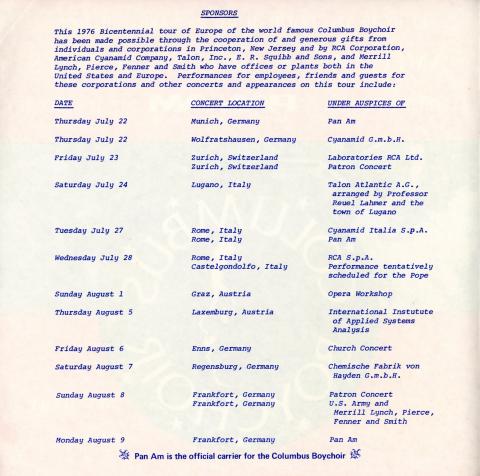 SPONSORS
This 1976 Bicentennial tour of Europe of the world famous Columbus Boychoir
has been made possible through the cooperation of and generous gifts from
individuals and corporations in Princeton, New Jersey and by RCA Corporation,
American Cyanamid Company, Talon, Inc., E. R. Squibb and Sons, and Merrill
Lynch, Pierce, Fenner and Smith who have offices or plants both in the
United States and Europe. Performances for employees, friends and guests for
these corporations and other concerts and appearances on this tour include:
DATE CONCERT LOCATION UNDER AUSPICES OF
Thursday July 22 Munich, Germany Pan Am
Thursday July 22 Wolfratshausen, Germany Cyanamid G.m.b.H.
Friday July 23 Zurich, Switzerland Laboratories RCA Ltd.
Zurich, Switzerland Patron Concert
Saturday July 24 Lugano, Italy Talon Atlantic A.G.,
arranged by Professor
Reuel Lahmer and the
town of Lugano
Tuesday July 27 Rome, Italy Cyanamid Italia S.p.A.
Rome, Italy Pan Am
Wednesday July 28 Rome, Italy RCA S.p.A.
Castelgondolfo, Italy Performance tentatively
scheduled for the Pope
Sunday August 1 Graz, Austria Opera Workshop
Thursday August 5 Laxemburg, Austria International Instutute
of Applied Systems
Analysis
Friday August 6 Enns, Germany Church Concert
Saturday August 7 Regensburg, Germany Chemische Fabrik von
Hayden G.m.b.H.
Sunday August 8 Frankfort, Germany Patron Concert
Frankfort, Germany U.S. Army and
Merrill Lynch, Pierce,
Fenner and Smith
Monday August 9 Frankfort, Germany Pan Am
Pan Am is the official carrier for the Columbus Boychoir